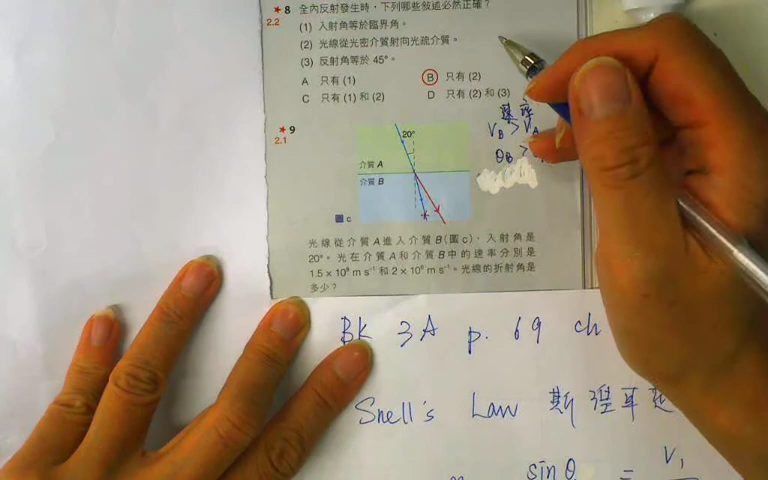 ★8 全內反射發生時，下列哪些敘述必然正確？
2.2
(1) 入射角等於臨界角。
(2) 光線從光密介質射向光疏介質。
(3) 反射角等於 45°。
A 只有 (1)
B 只有 (2)
C 只有 (1) 和 (2)
D 只有 (2) 和 (3)
★9
2.1
20°
介質 A
介質 B
圖 c
V_B > V_A
θ_B >
光線從介質 A 進入介質 B (圖 c)，入射角是
20°。光在介質 A 和介質 B 中的速率分別是
1.5 × 10⁸ m s⁻¹ 和 2 × 10⁸ m s⁻¹。光線的折射角是
多少？
BK 3A p. 69 ch
Snell's Law 斯涅耳
sin θ = V₁